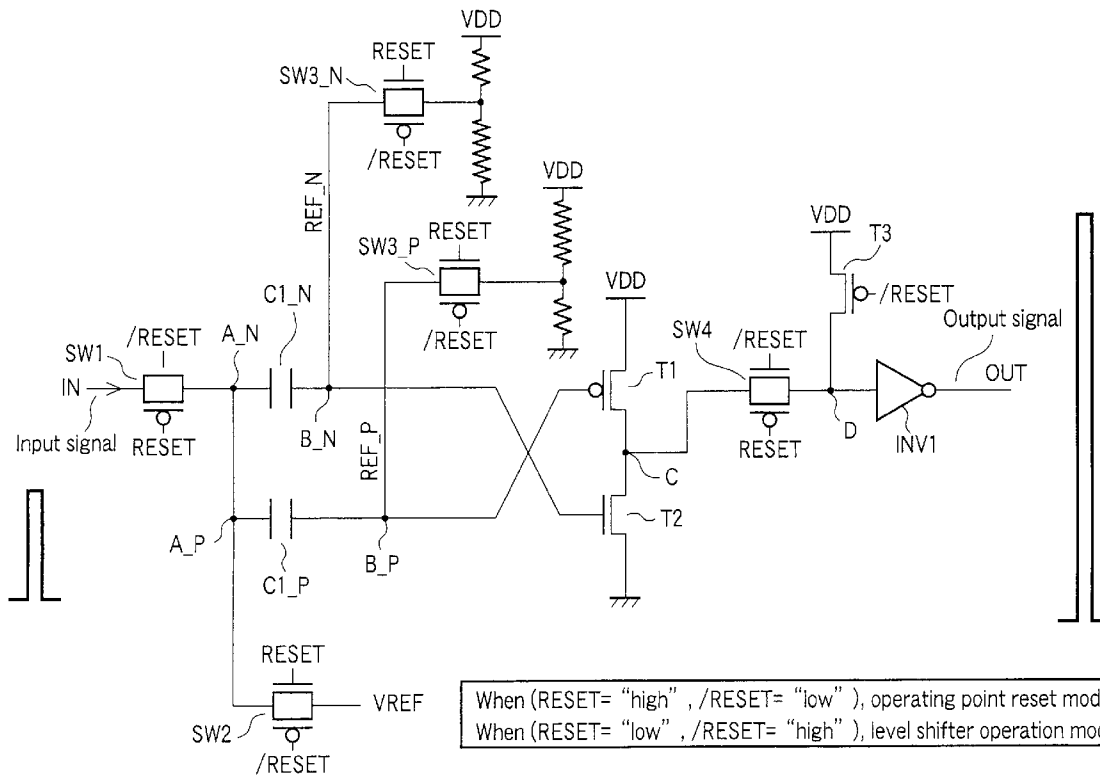 VDD
RESET
SW3_N
/RESET
REF_N
VDD
RESET
SW3_P
/RESET
REF_P
VDD
T3
/RESET
Output signal
OUT
C1_N
/RESET
A_N
SW1
IN
Input signal
RESET
B_N
VDD
T1
SW4
/RESET
RESET
D
INV1
C
T2
A_P
C1_P
B_P
RESET
SW2
VREF
/RESET
When (RESET= “high” , /RESET= “low” ), operating point reset mod
When (RESET= “low” , /RESET= “high” ), level shifter operation mo